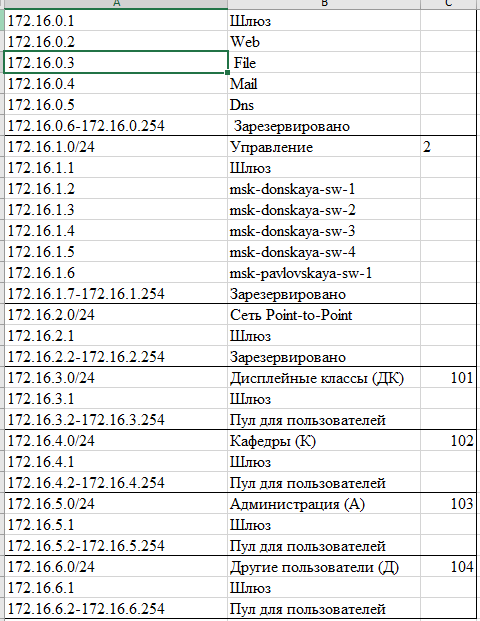 A B C
172.16.0.1 Шлюз
172.16.0.2 Web
172.16.0.3 File
172.16.0.4 Mail
172.16.0.5 Dns
172.16.0.6-172.16.0.254 Зарезервировано
172.16.1.0/24 Управление 2
172.16.1.1 Шлюз
172.16.1.2 msk-donskaya-sw-1
172.16.1.3 msk-donskaya-sw-2
172.16.1.4 msk-donskaya-sw-3
172.16.1.5 msk-donskaya-sw-4
172.16.1.6 msk-pavlovskaya-sw-1
172.16.1.7-172.16.1.254 Зарезервировано
172.16.2.0/24 Сеть Point-to-Point
172.16.2.1 Шлюз
172.16.2.2-172.16.2.254 Зарезервировано
172.16.3.0/24 Дисплейные классы (ДК) 101
172.16.3.1 Шлюз
172.16.3.2-172.16.3.254 Пул для пользователей
172.16.4.0/24 Кафедры (К) 102
172.16.4.1 Шлюз
172.16.4.2-172.16.4.254 Пул для пользователей
172.16.5.0/24 Администрация (А) 103
172.16.5.1 Шлюз
172.16.5.2-172.16.5.254 Пул для пользователей
172.16.6.0/24 Другие пользователи (Д) 104
172.16.6.1 Шлюз
172.16.6.2-172.16.6.254 Пул для пользователей